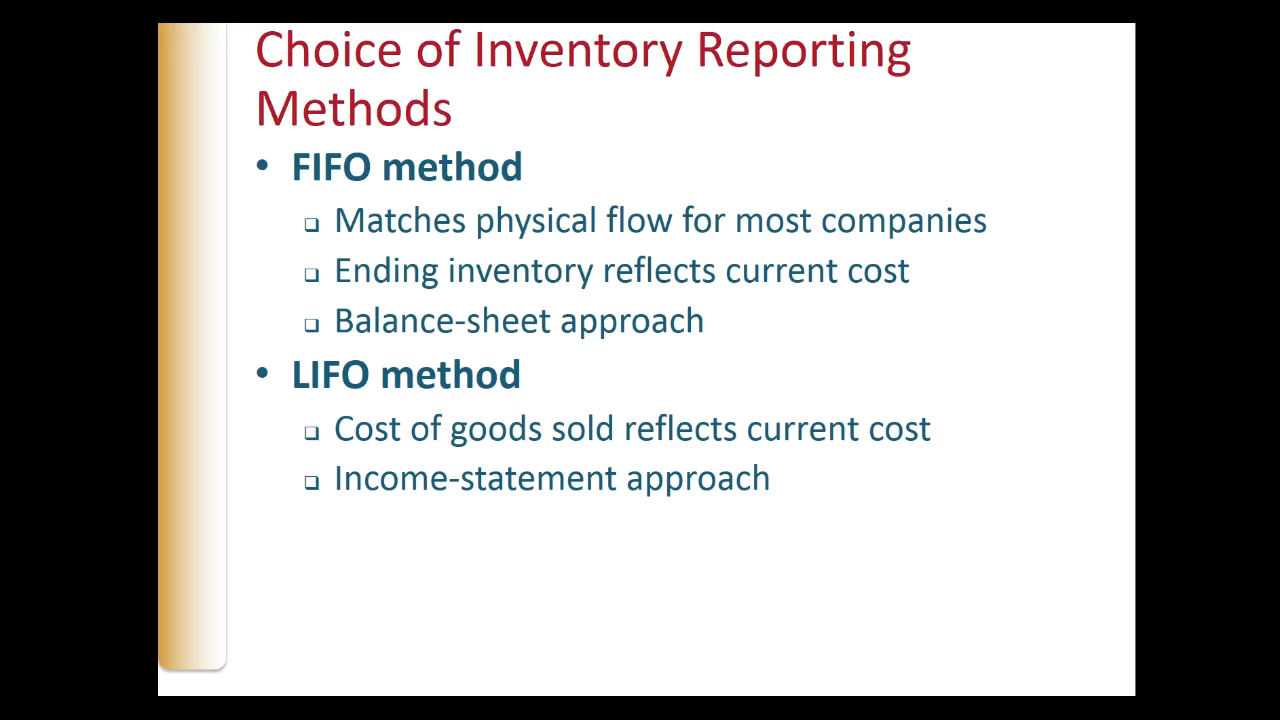 Choice of Inventory Reporting
Methods
• FIFO method
❑ Matches physical flow for most companies
❑ Ending inventory reflects current cost
❑ Balance-sheet approach
• LIFO method
❑ Cost of goods sold reflects current cost
❑ Income-statement approach